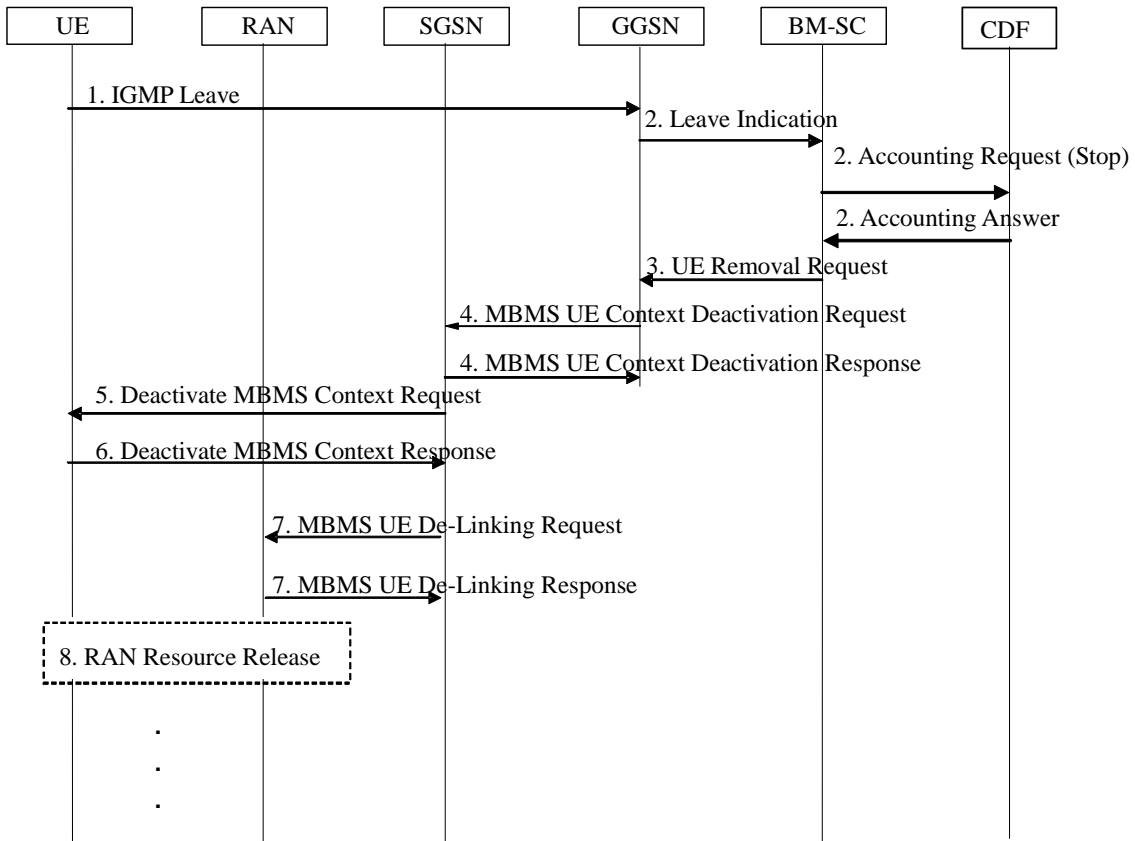 UE RAN SGSN GGSN BM-SC CDF
1. IGMP Leave
2. Leave Indication
2. Accounting Request (Stop)
2. Accounting Answer
3. UE Removal Request
4. MBMS UE Context Deactivation Request
4. MBMS UE Context Deactivation Response
5. Deactivate MBMS Context Request
6. Deactivate MBMS Context Response
7. MBMS UE De-Linking Request
7. MBMS UE De-Linking Response
8. RAN Resource Release
.
.
.